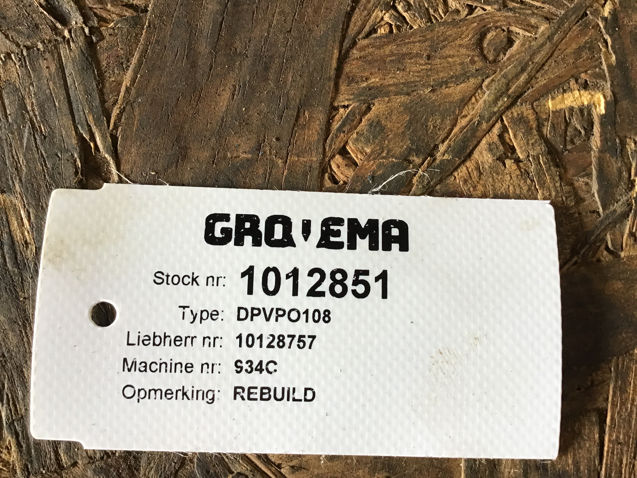 GROVEMA
Stock nr: 1012851
Type: DPVPO108
Liebherr nr: 10128757
Machine nr: 934C
Opmerking: REBUILD